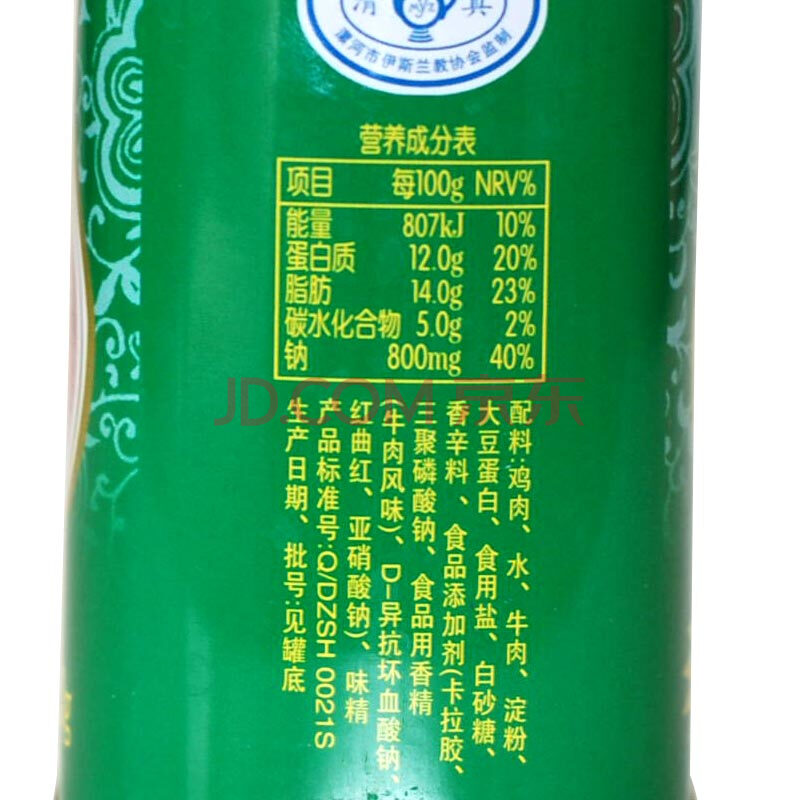 清 真
漯河市伊斯兰教协会监制
营养成分表
项目 每100g NRV%
能量 807kJ 10%
蛋白质 12.0g 20%
脂肪 14.0g 23%
碳水化合物 5.0g 2%
钠 800mg 40%
JD.COM 京东
配料:鸡肉、水、牛肉、淀粉、
大豆蛋白、食用盐、白砂糖、
香辛料、食品添加剂(卡拉胶、
三聚磷酸钠、食品用香精
牛肉风味)、D-异抗坏血酸钠、
红曲红、亚硝酸钠)、味精
产品标准号:Q/DZSH 0021S
生产日期、批号:见罐底